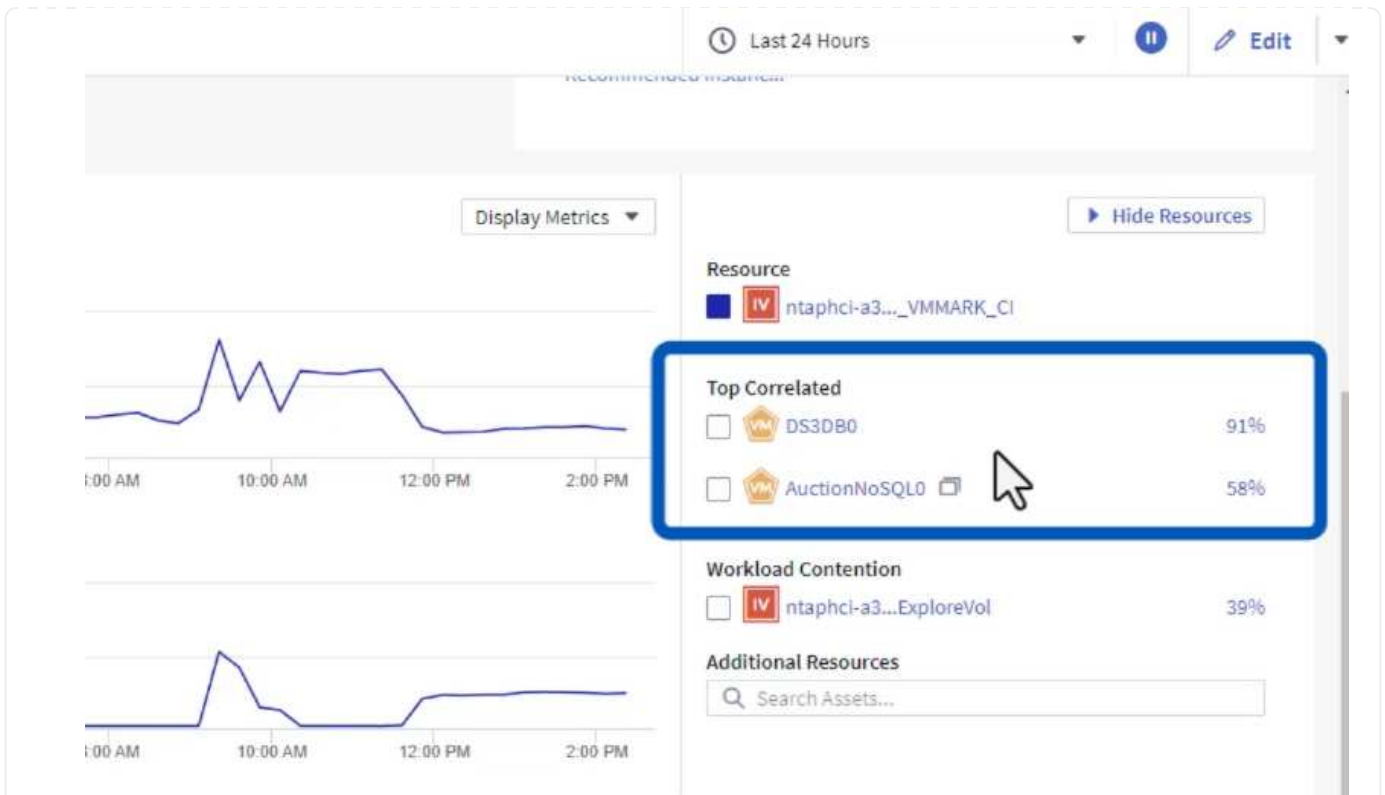 Last 24 Hours
Edit
Recommended Instanc...
Display Metrics
Hide Resources
Resource
IV ntaphci-a3..._VMMARK_CI
Top Correlated
VM DS3DB0 91%
VM AuctionNoSQL0 58%
:00 AM 10:00 AM 12:00 PM 2:00 PM
Workload Contention
IV ntaphci-a3...ExploreVol 39%
Additional Resources
Search Assets...
:00 AM 10:00 AM 12:00 PM 2:00 PM